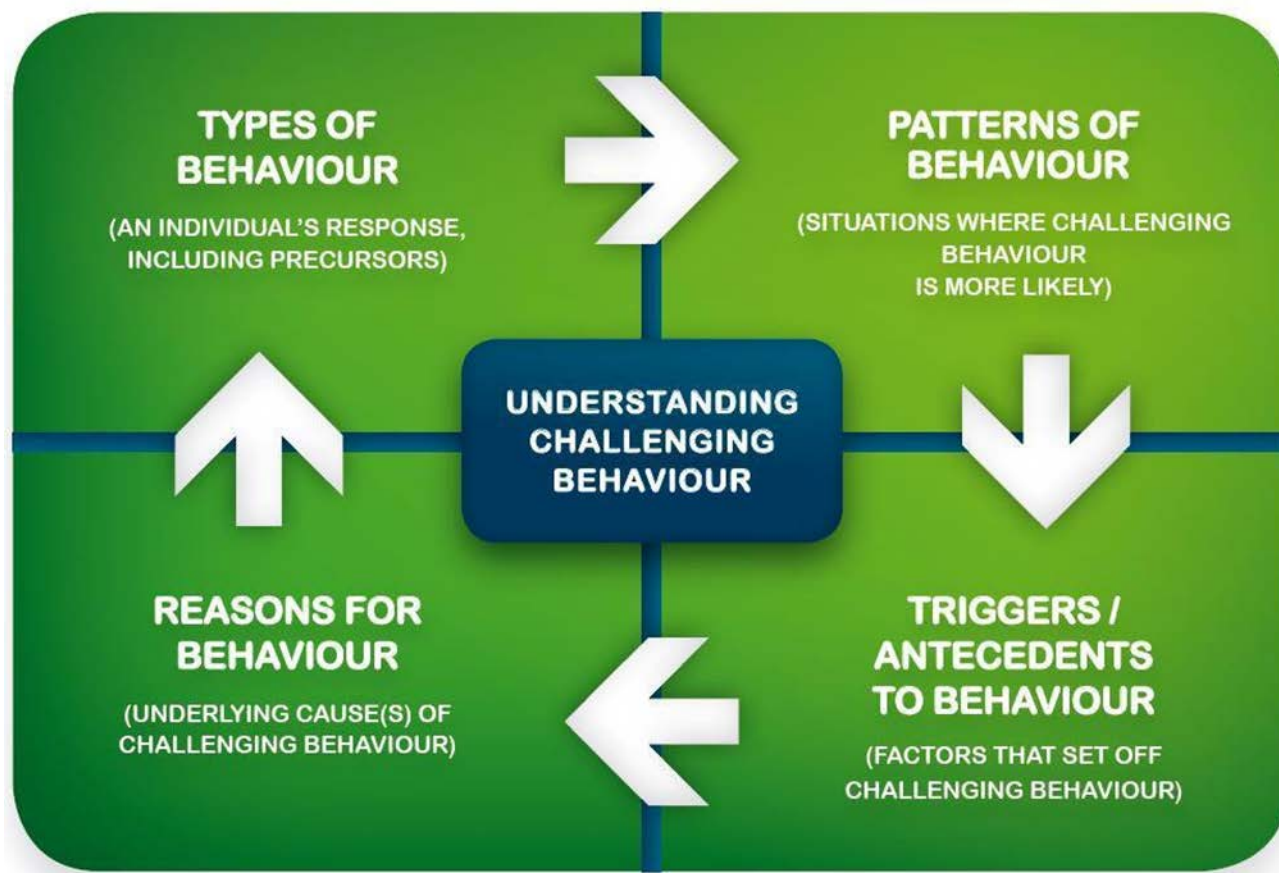 TYPES OF
BEHAVIOUR
(AN INDIVIDUAL'S RESPONSE,
INCLUDING PRECURSORS)
PATTERNS OF
BEHAVIOUR
(SITUATIONS WHERE CHALLENGING
BEHAVIOUR
IS MORE LIKELY)
UNDERSTANDING
CHALLENGING
BEHAVIOUR
REASONS FOR
BEHAVIOUR
(UNDERLYING CAUSE(S) OF
CHALLENGING BEHAVIOUR)
TRIGGERS /
ANTECEDENTS
TO BEHAVIOUR
(FACTORS THAT SET OFF
CHALLENGING BEHAVIOUR)